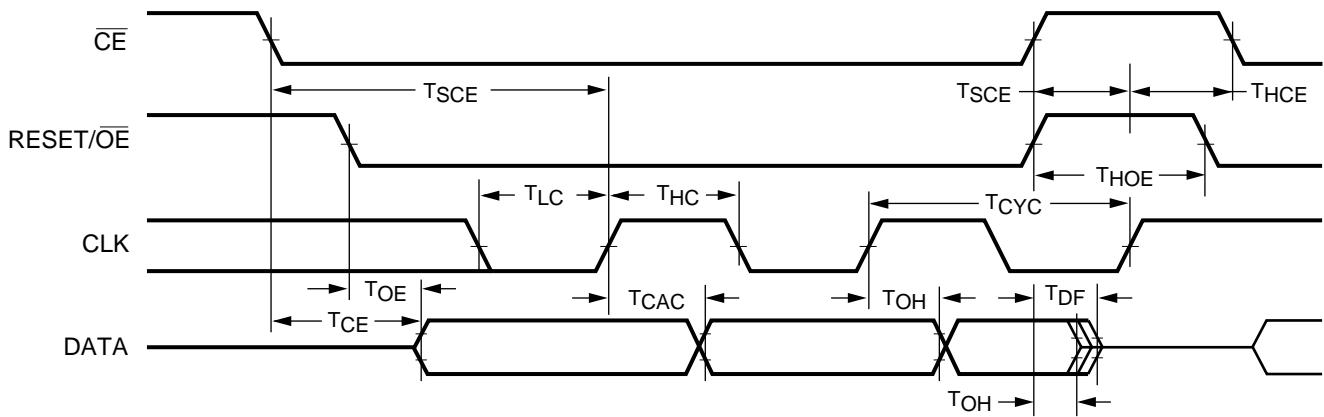 CE
TSCE
TSCE
THCE
RESET/OE
THOE
TLC
THC
TCYC
CLK
TOE
TCAC
TOH
TDF
TCE
DATA
TOH